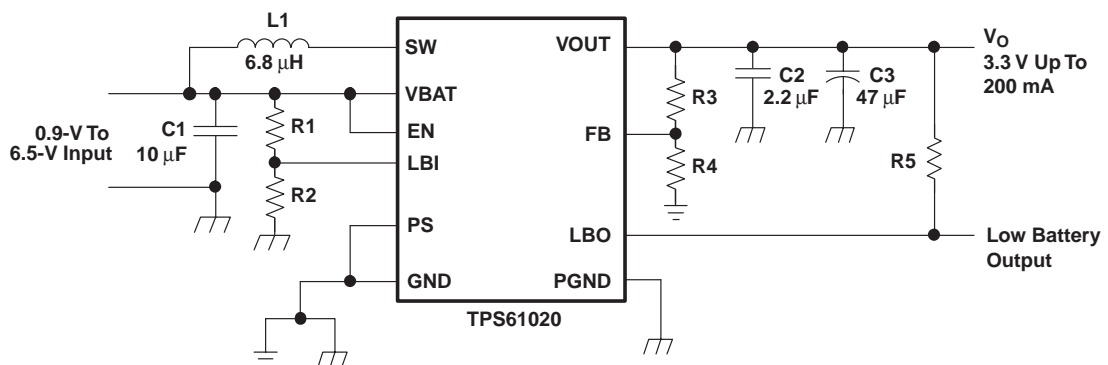 L1
6.8 μH
SW
VBAT
EN
LBI
PS
GND
VOUT
FB
LBO
PGND
TPS61020
0.9-V To
6.5-V Input
C1
10 μF
R1
R2
R3
R4
C2
2.2 μF
C3
47 μF
R5
VO
3.3 V Up To
200 mA
Low Battery
Output